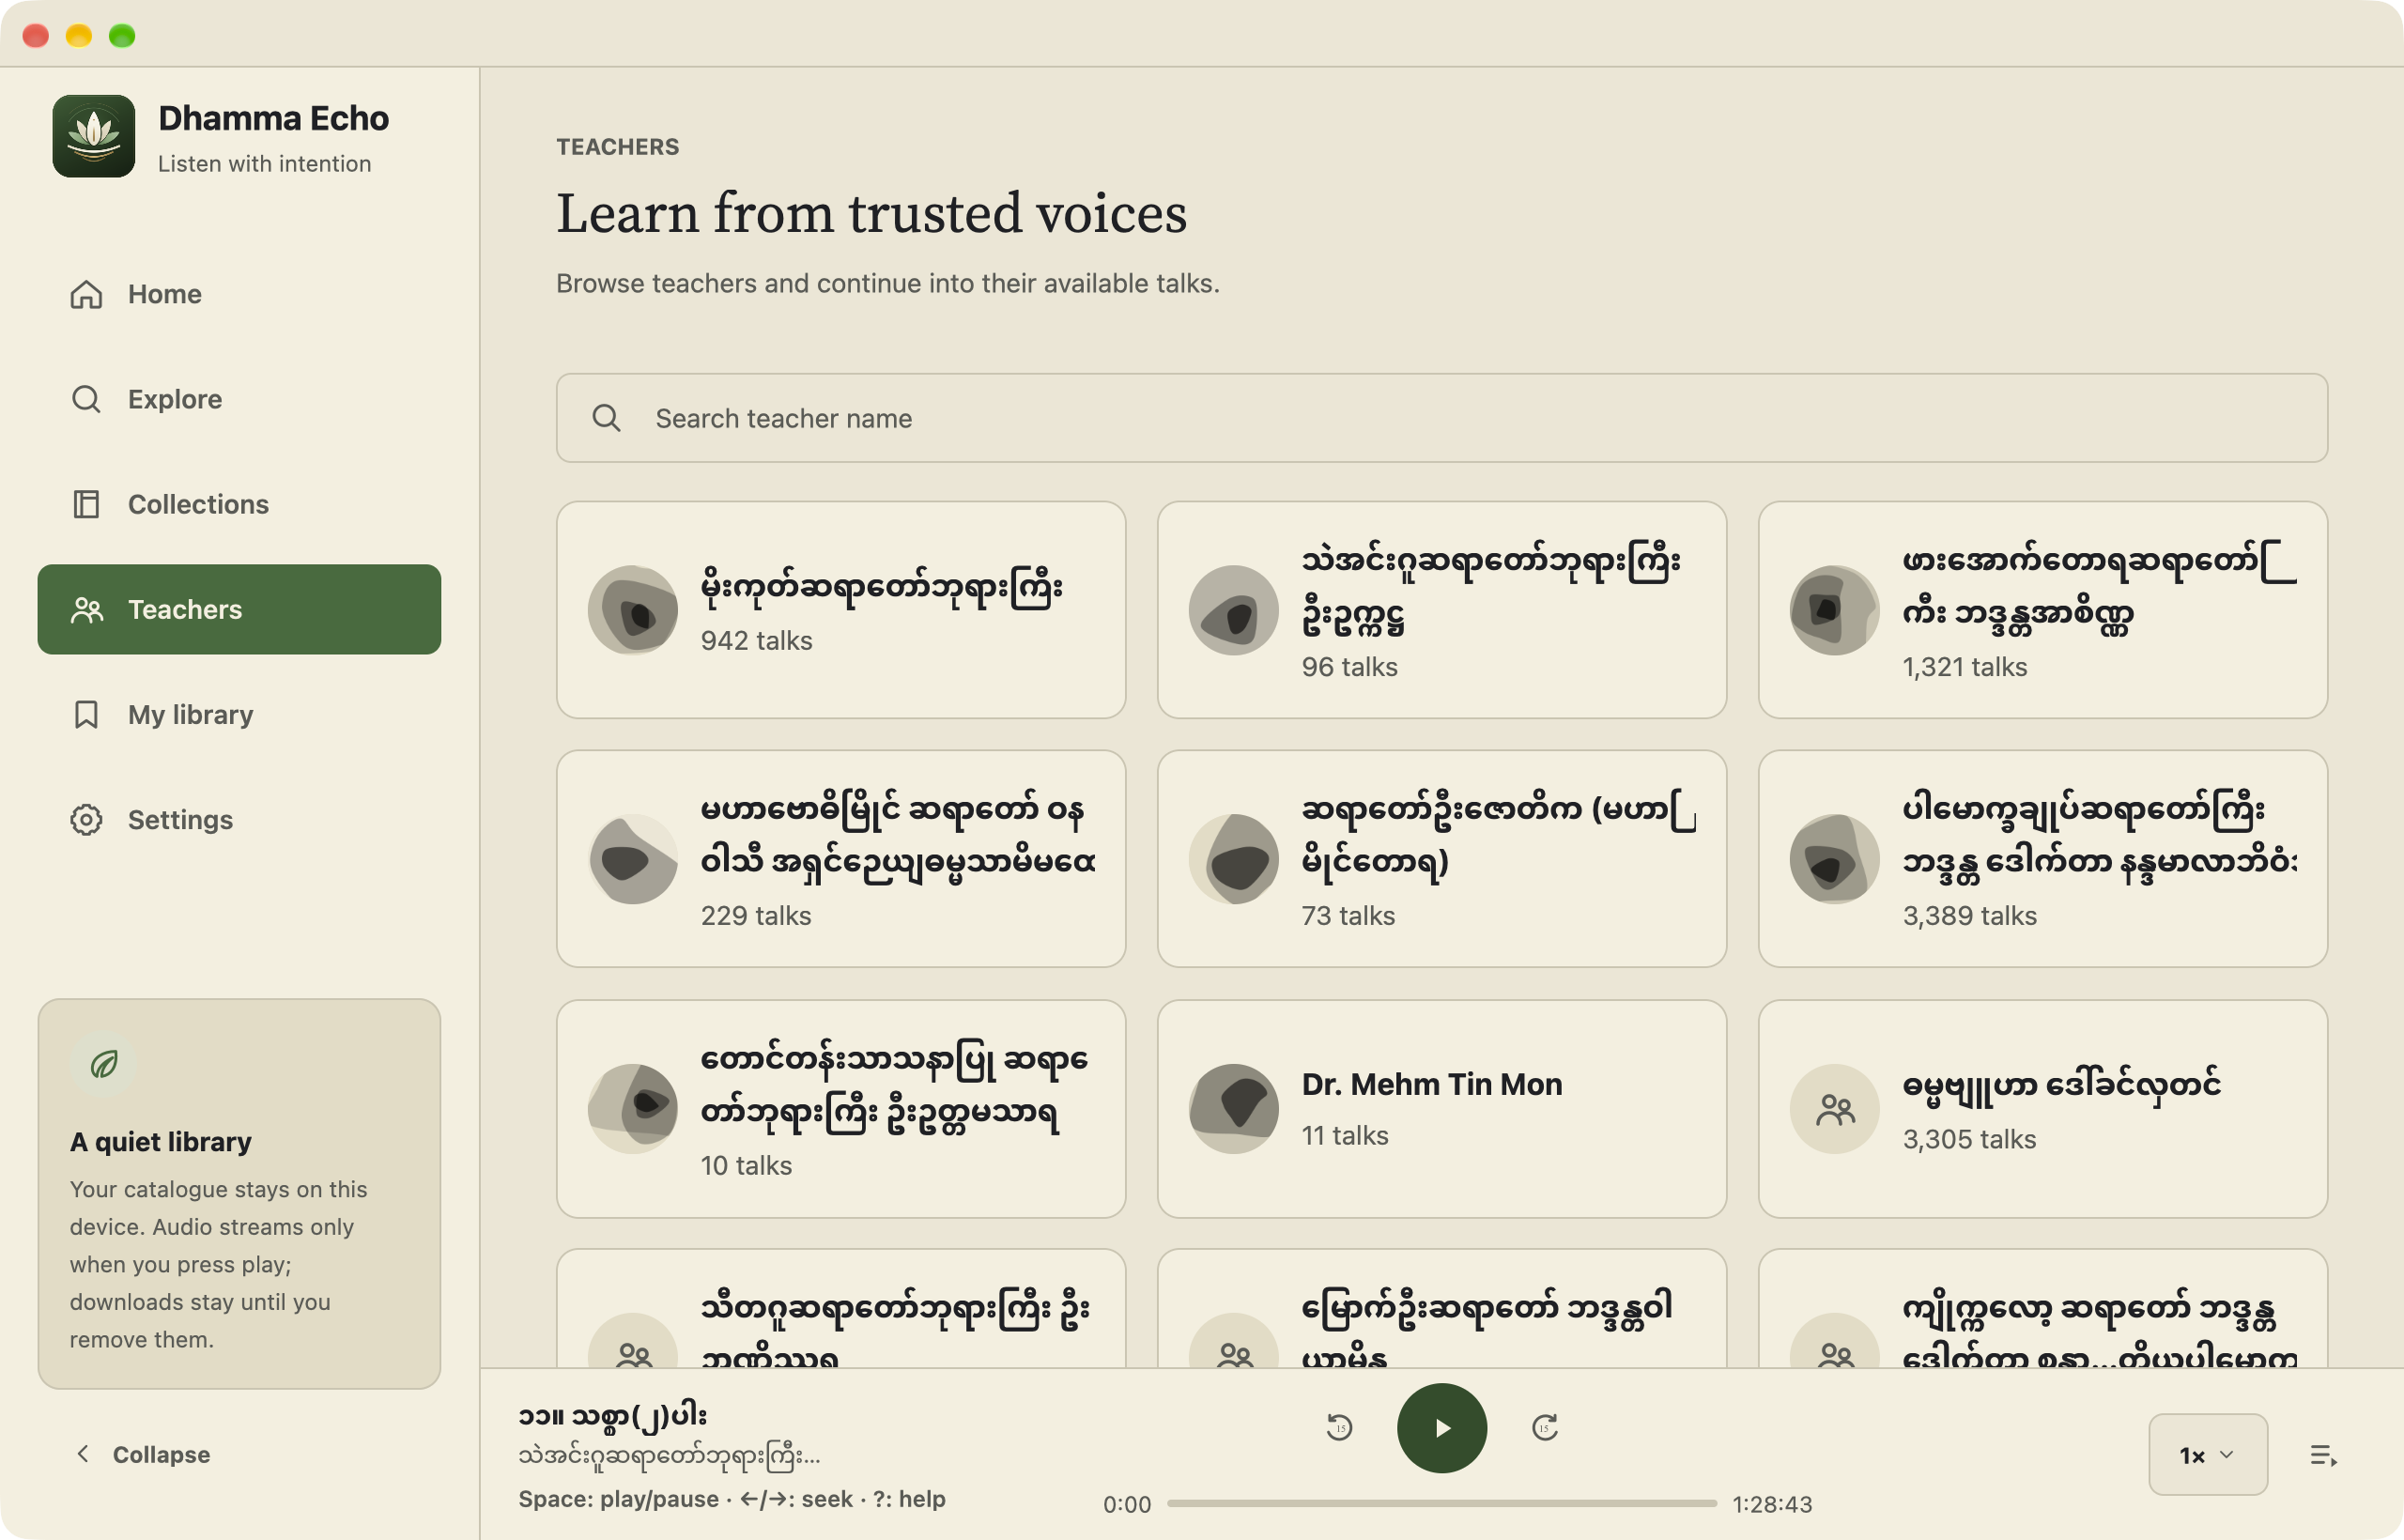 Dhamma Echo
Listen with intention
Home
Explore
Collections
Teachers
My library
Settings
A quiet library
Your catalogue stays on this
device. Audio streams only
when you press play;
downloads stay until you
remove them.
Collapse
TEACHERS
Learn from trusted voices
Browse teachers and continue into their available talks.
Search teacher name
မိုးကုတ်ဆရာတော်ဘုရားကြီး
942 talks
သဲအင်းဂူဆရာတော်ဘုရားကြီး
ဦးဥက္ကဋ္ဌ
96 talks
ဖားအောက်တောရဆရာတော်ြ
ကီး ဘဒ္ဒန္တအာစိဏ္ဏ
1,321 talks
မဟာဗောဓိမြိုင် ဆရာတော် ဝန
ဝါသီ အရှင်ဉေယျဓမ္မသာမိမထေ
229 talks
ဆရာတော်ဦးဇောတိက (မဟာြ
မိုင်တောရ)
73 talks
ပါမောက္ခချုပ်ဆရာတော်ကြီး
ဘဒ္ဒန္တ ဒေါက်တာ နန္ဒမာလာဘိဝံ
3,389 talks
တောင်တန်းသာသနာပြု ဆရာေ
တာ်ဘုရားကြီး ဦးဥတ္တမသာရ
10 talks
Dr. Mehm Tin Mon
11 talks
ဓမ္မဗျူဟာ ဒေါ်ခင်လှတင်
3,305 talks
သီတဂူဆရာတော်ဘုရားကြီး ဦး
ဉာဏိဿရ
မြောက်ဦးဆရာတော် ဘဒ္ဒန္တဝါ
ယာမိန္ဒ
ကျိုက္ကလော့ ဆရာတော် ဘဒ္ဒန္တ
ဒေါက်တာ
၁၁။ သစ္စာ(၂)ပါး
သဲအင်းဂူဆရာတော်ဘုရားကြီး...
Space: play/pause · ←/→: seek · ?: help
15
15
0:00
1:28:43
1×